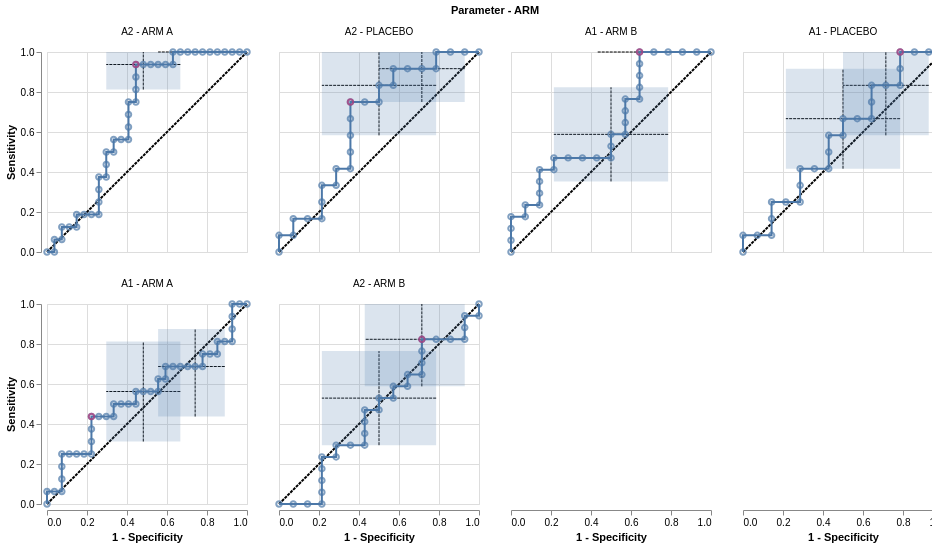 Parameter - ARM
A2 - ARM A
A2 - PLACEBO
A1 - ARM B
A1 - PLACEBO
1.0
0.8
0.6
0.4
0.2
0.0
Sensitivity
A1 - ARM A
A2 - ARM B
1.0
0.8
0.6
0.4
0.2
0.0
Sensitivity
0.0 0.2 0.4 0.6 0.8 1.0
0.0 0.2 0.4 0.6 0.8 1.0
0.0 0.2 0.4 0.6 0.8 1.0
0.0 0.2 0.4 0.6 0.8
1 - Specificity
1 - Specificity
1 - Specificity
1 - Specificity